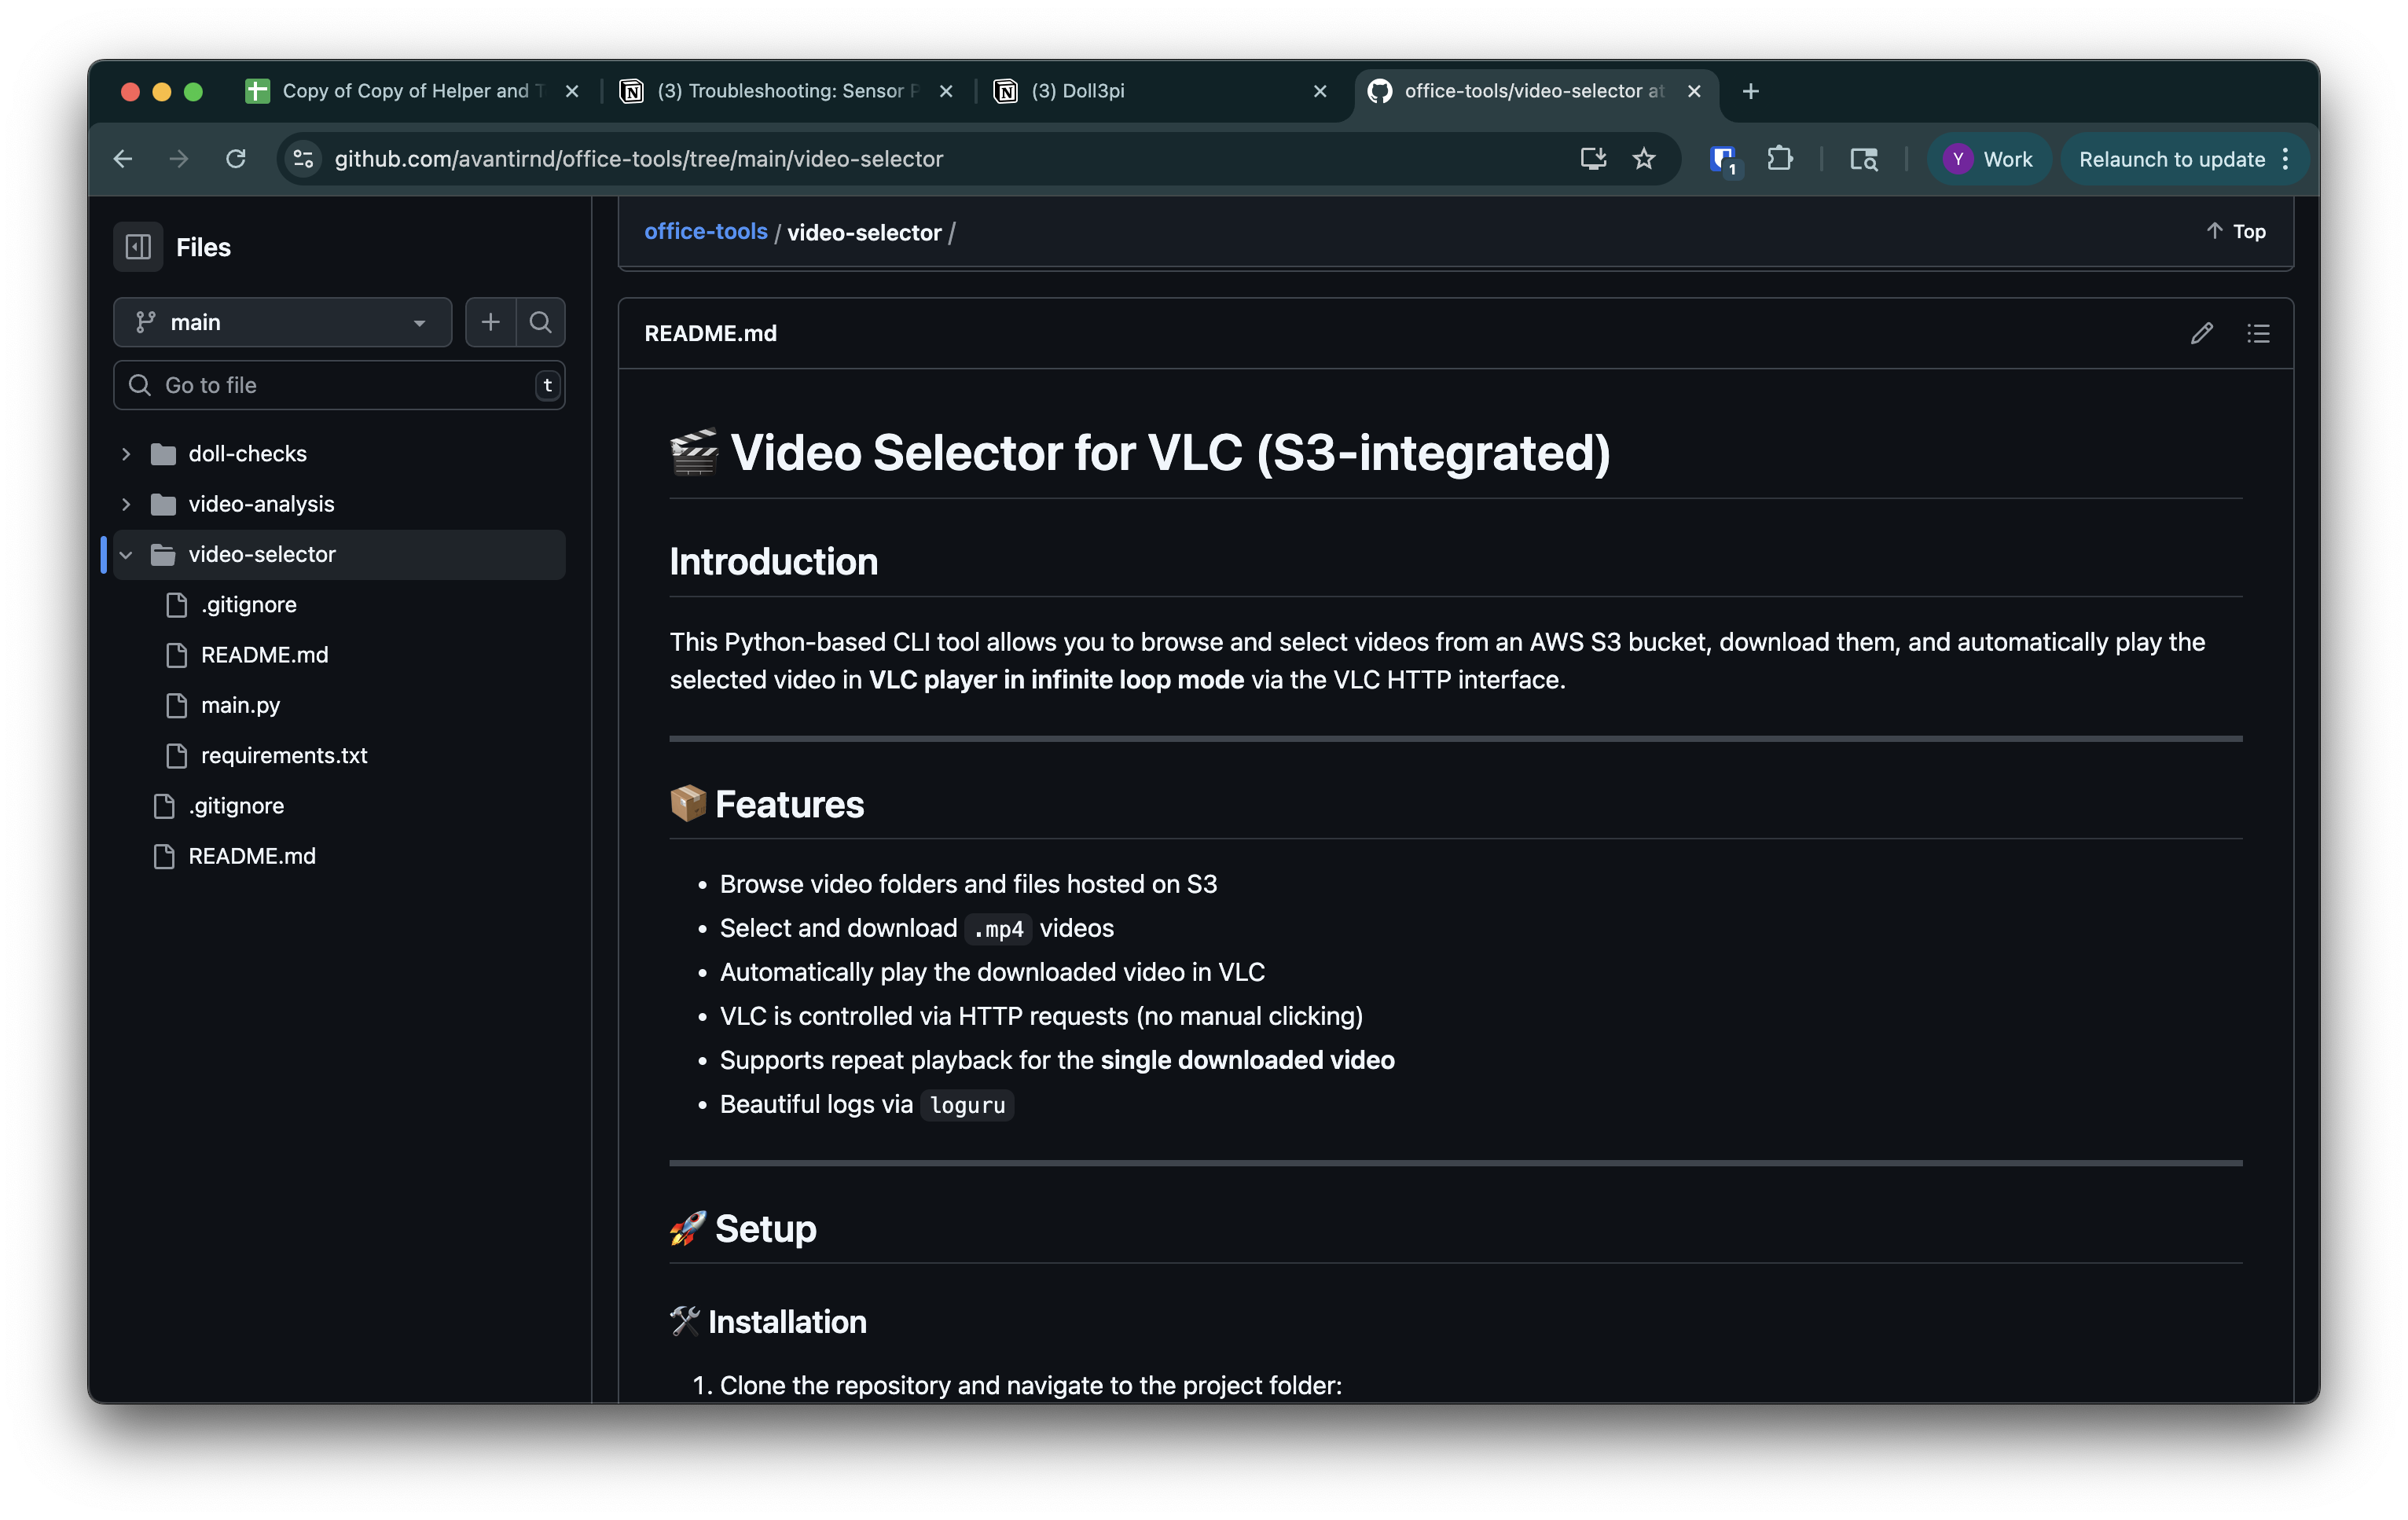 Copy of Copy of Helper and T
(3) Troubleshooting: Sensor P
(3) Doll3pi
office-tools/video-selector at
github.com/avantirnd/office-tools/tree/main/video-selector
1
Y
Work
Relaunch to update
Files
main
Go to file
t
doll-checks
video-analysis
video-selector
.gitignore
README.md
main.py
requirements.txt
.gitignore
README.md
office-tools / video-selector /
Top
README.md
🎬 Video Selector for VLC (S3-integrated)
Introduction
This Python-based CLI tool allows you to browse and select videos from an AWS S3 bucket, download them, and automatically play the
selected video in VLC player in infinite loop mode via the VLC HTTP interface.
📦 Features
• Browse video folders and files hosted on S3
• Select and download .mp4 videos
• Automatically play the downloaded video in VLC
• VLC is controlled via HTTP requests (no manual clicking)
• Supports repeat playback for the single downloaded video
• Beautiful logs via loguru
🚀 Setup
🛠️ Installation
1. Clone the repository and navigate to the project folder: